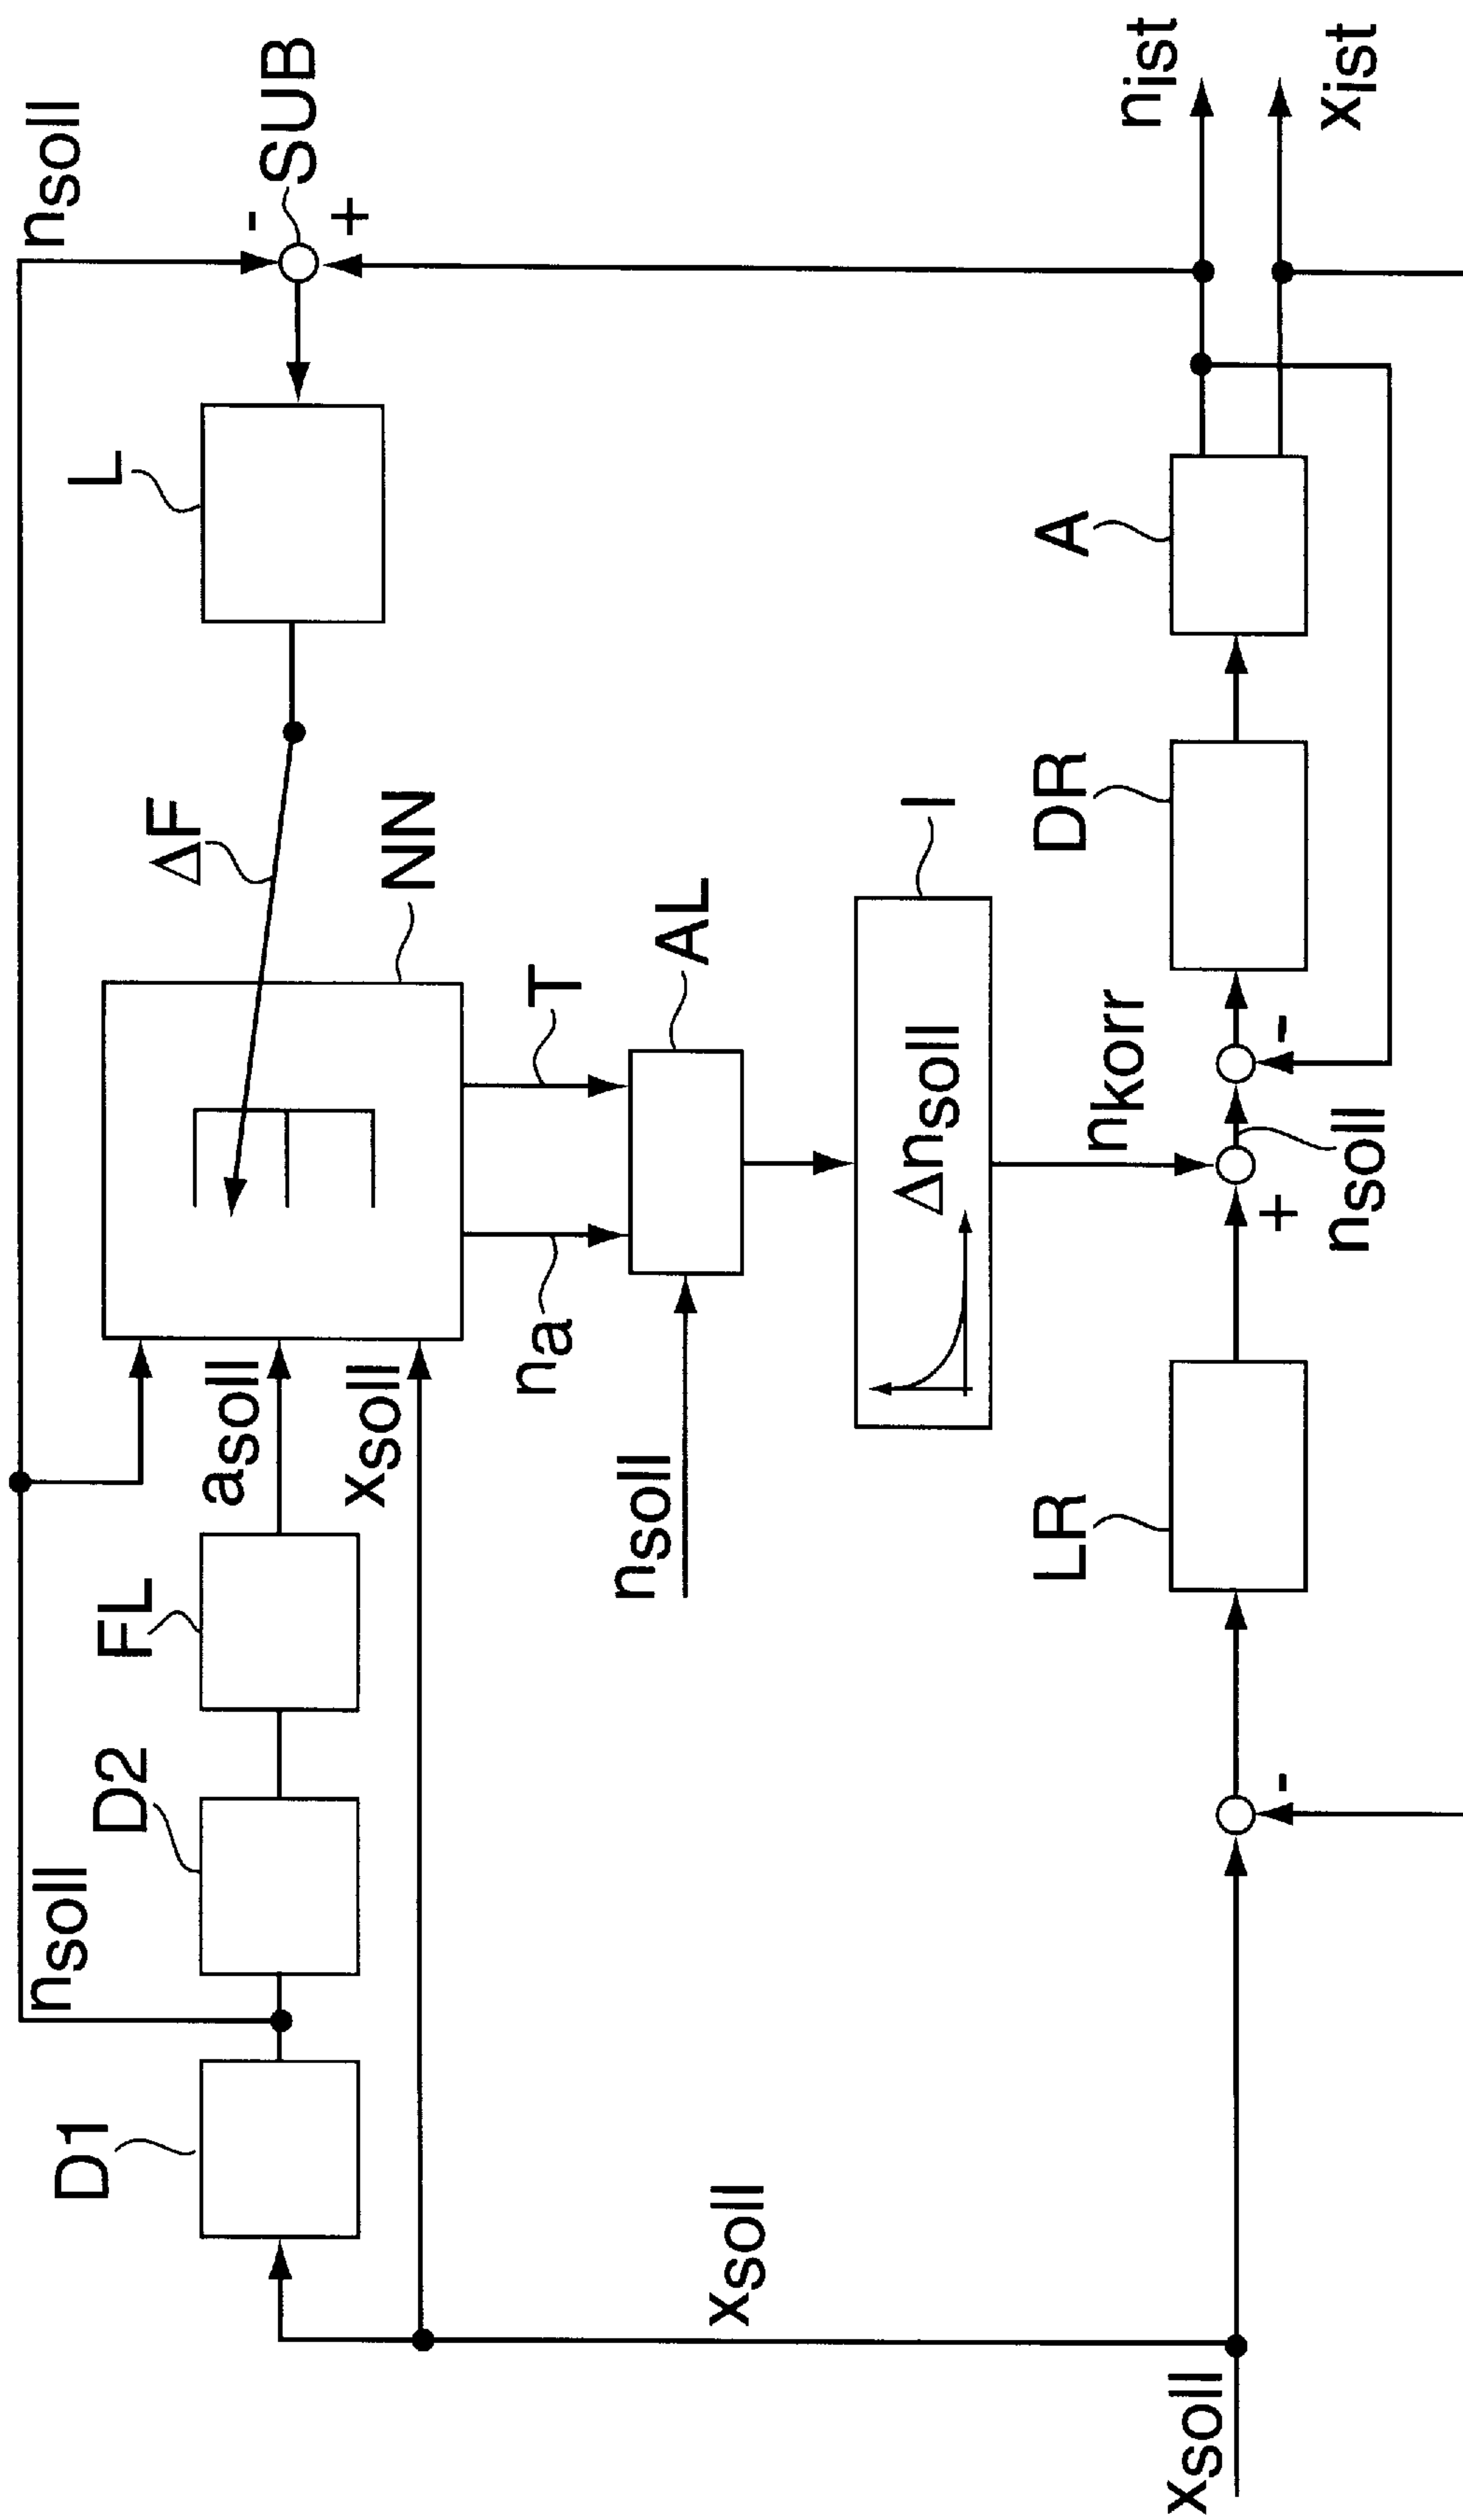 nsoll
nsoll
- SUB
+
D1
D2
FL
asoll
xsoll
ΔF
NN
L
na
T
nsoll
AL
xsoll
Δnsoll
I
nkorr
nist
xsoll
LR
DR
A
-
+
nsoll
-
xist